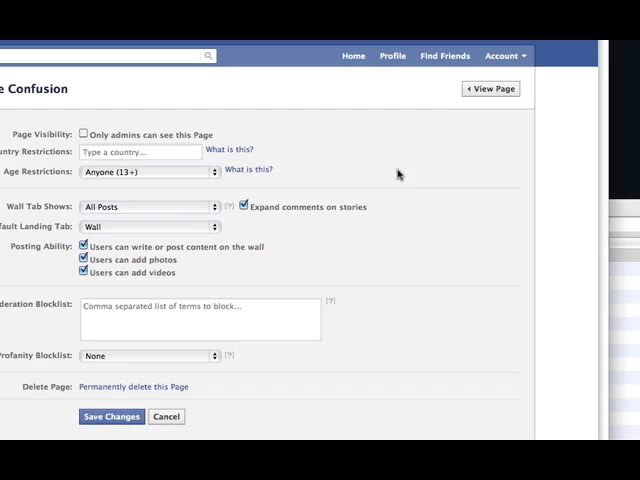 Home Profile Find Friends Account
Confusion
View Page
Page Visibility: Only admins can see this Page
Restrictions: Type a country... What is this?
Age Restrictions: Anyone (13+) What is this?
Wall Tab Shows: All Posts [?] Expand comments on stories
Landing Tab: Wall
Posting Ability: Users can write or post content on the wall
Users can add photos
Users can add videos
Blocklist: Comma separated list of terms to block... [?]
Profanity Blocklist: None [?]
Delete Page: Permanently delete this Page
Save Changes Cancel